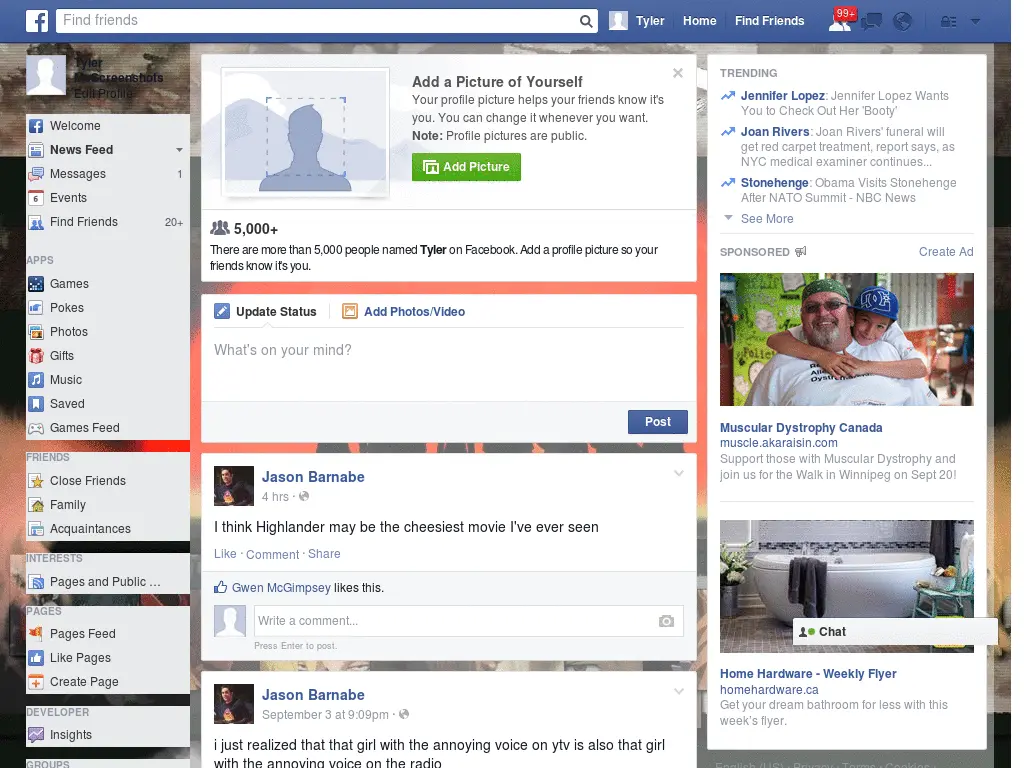 Find friends
Tyler
Home
Find Friends
99+
Tyler
McScreenshots
Edit Profile
Welcome
News Feed
Messages 1
6 Events
Find Friends 20+
APPS
Games
Pokes
Photos
Gifts
Music
Saved
Games Feed
FRIENDS
Close Friends
Family
Acquaintances
INTERESTS
Pages and Public ...
PAGES
Pages Feed
Like Pages
Create Page
DEVELOPER
Insights
GROUPS
Add a Picture of Yourself
Your profile picture helps your friends know it's
you. You can change it whenever you want.
Note: Profile pictures are public.
Add Picture
5,000+
There are more than 5,000 people named Tyler on Facebook. Add a profile picture so your
friends know it's you.
Update Status
Add Photos/Video
What's on your mind?
Post
Jason Barnabe
4 hrs ·
I think Highlander may be the cheesiest movie I've ever seen
Like · Comment · Share
Gwen McGimpsey likes this.
Write a comment...
Press Enter to post.
Jason Barnabe
September 3 at 9:09pm ·
i just realized that that girl with the annoying voice on ytv is also that girl
with the annoying voice on the radio
TRENDING
Jennifer Lopez: Jennifer Lopez Wants
You to Check Out Her 'Booty'
Joan Rivers: Joan Rivers' funeral will
get red carpet treatment, report says, as
NYC medical examiner continues...
Stonehenge: Obama Visits Stonehenge
After NATO Summit - NBC News
See More
SPONSORED
Create Ad
Muscular Dystrophy Canada
muscle.akaraisin.com
Support those with Muscular Dystrophy and
join us for the Walk in Winnipeg on Sept 20!
Chat
Home Hardware - Weekly Flyer
homehardware.ca
Get your dream bathroom for less with this
week's flyer.
English (US) · Privacy · Terms · Cookies ·